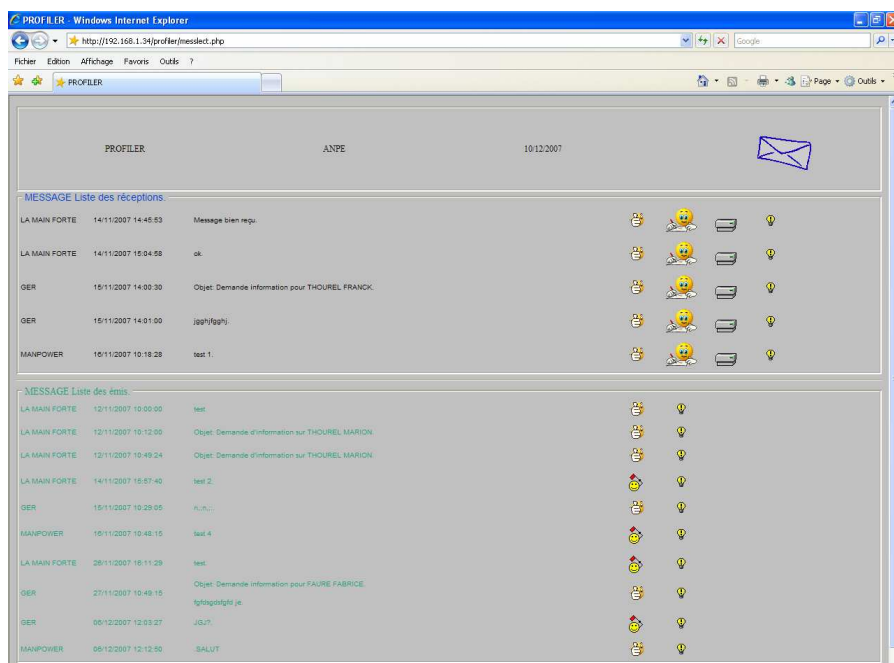 PROFILER - Windows Internet Explorer
http://192.168.1.34/profiler/messlect.php
Google
Fichier Edition Affichage Favoris Outils ?
PROFILER
Page Outils
PROFILER ANPE 10/12/2007
MESSAGE Liste des réceptions.
LA MAIN FORTE 14/11/2007 14:45:53 Message bien reçu.
LA MAIN FORTE 14/11/2007 15:04:58 ok.
GER 15/11/2007 14:00:30 Objet: Demande information pour THOUREL FRANCK.
GER 15/11/2007 14:01:00 jgghjfgghj.
MANPOWER 16/11/2007 10:18:28 test 1.
MESSAGE Liste des émis.
LA MAIN FORTE 12/11/2007 10:00:00 test
LA MAIN FORTE 12/11/2007 10:12:00 Objet: Demande d'information sur THOUREL MARION.
LA MAIN FORTE 12/11/2007 10:49:24 Objet: Demande d'information sur THOUREL MARION.
LA MAIN FORTE 14/11/2007 15:57:40 test 2.
GER 15/11/2007 10:29:05
MANPOWER 16/11/2007 10:48:15 test 4
LA MAIN FORTE 26/11/2007 16:11:29 test.
GER 27/11/2007 10:49:15 Objet: Demande information pour FAURE FABRICE.
fgfdsgdsfgfd je
GER 06/12/2007 12:03:27 JGJ?.
MANPOWER 06/12/2007 12:12:50 .SALUT